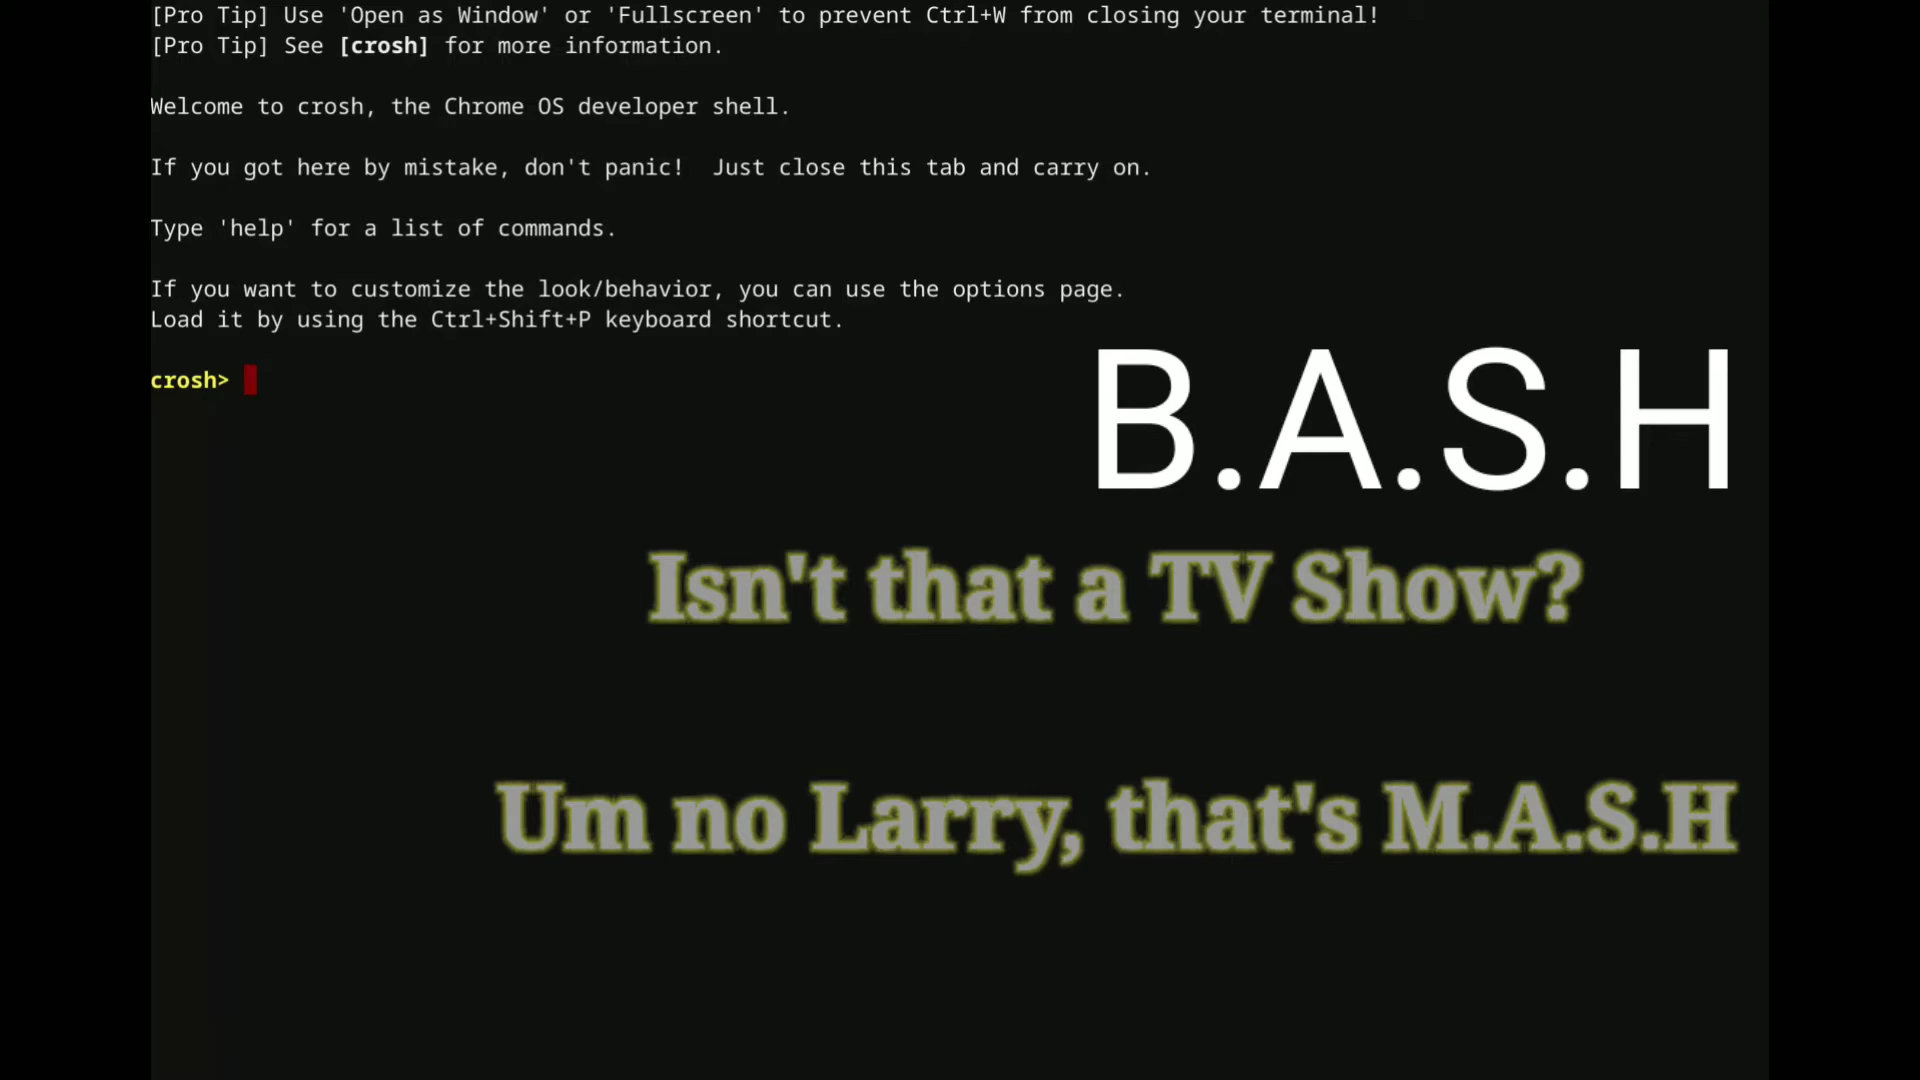 [Pro Tip] Use 'Open as Window' or 'Fullscreen' to prevent Ctrl+W from closing your terminal!
[Pro Tip] See [crosh] for more information.
Welcome to crosh, the Chrome OS developer shell.
If you got here by mistake, don't panic!  Just close this tab and carry on.
Type 'help' for a list of commands.
If you want to customize the look/behavior, you can use the options page.
Load it by using the Ctrl+Shift+P keyboard shortcut.
crosh>
B.A.S.H
Isn't that a TV Show?
Um no Larry, that's M.A.S.H